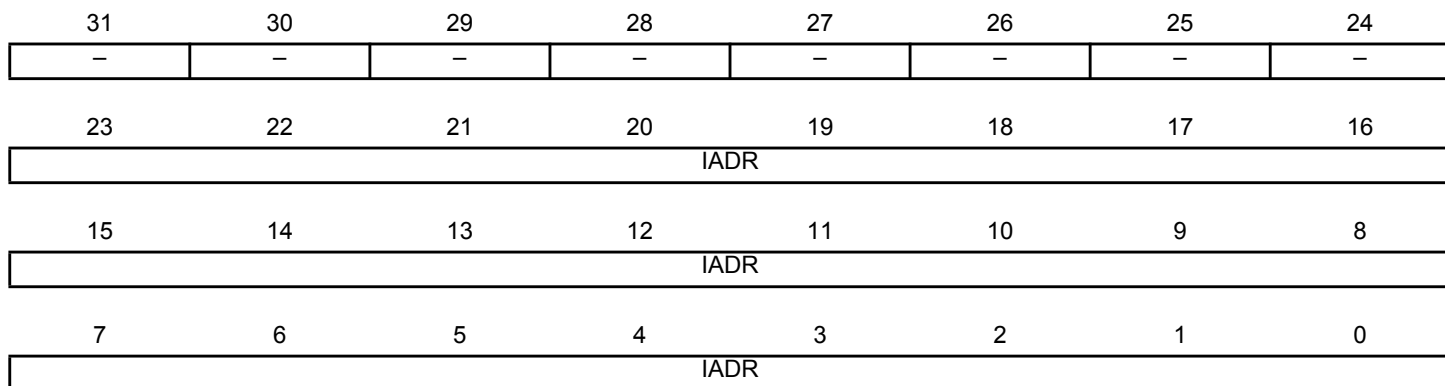 31 30 29 28 27 26 25 24
– – – – – – – –
23 22 21 20 19 18 17 16
IADR
15 14 13 12 11 10 9 8
IADR
7 6 5 4 3 2 1 0
IADR